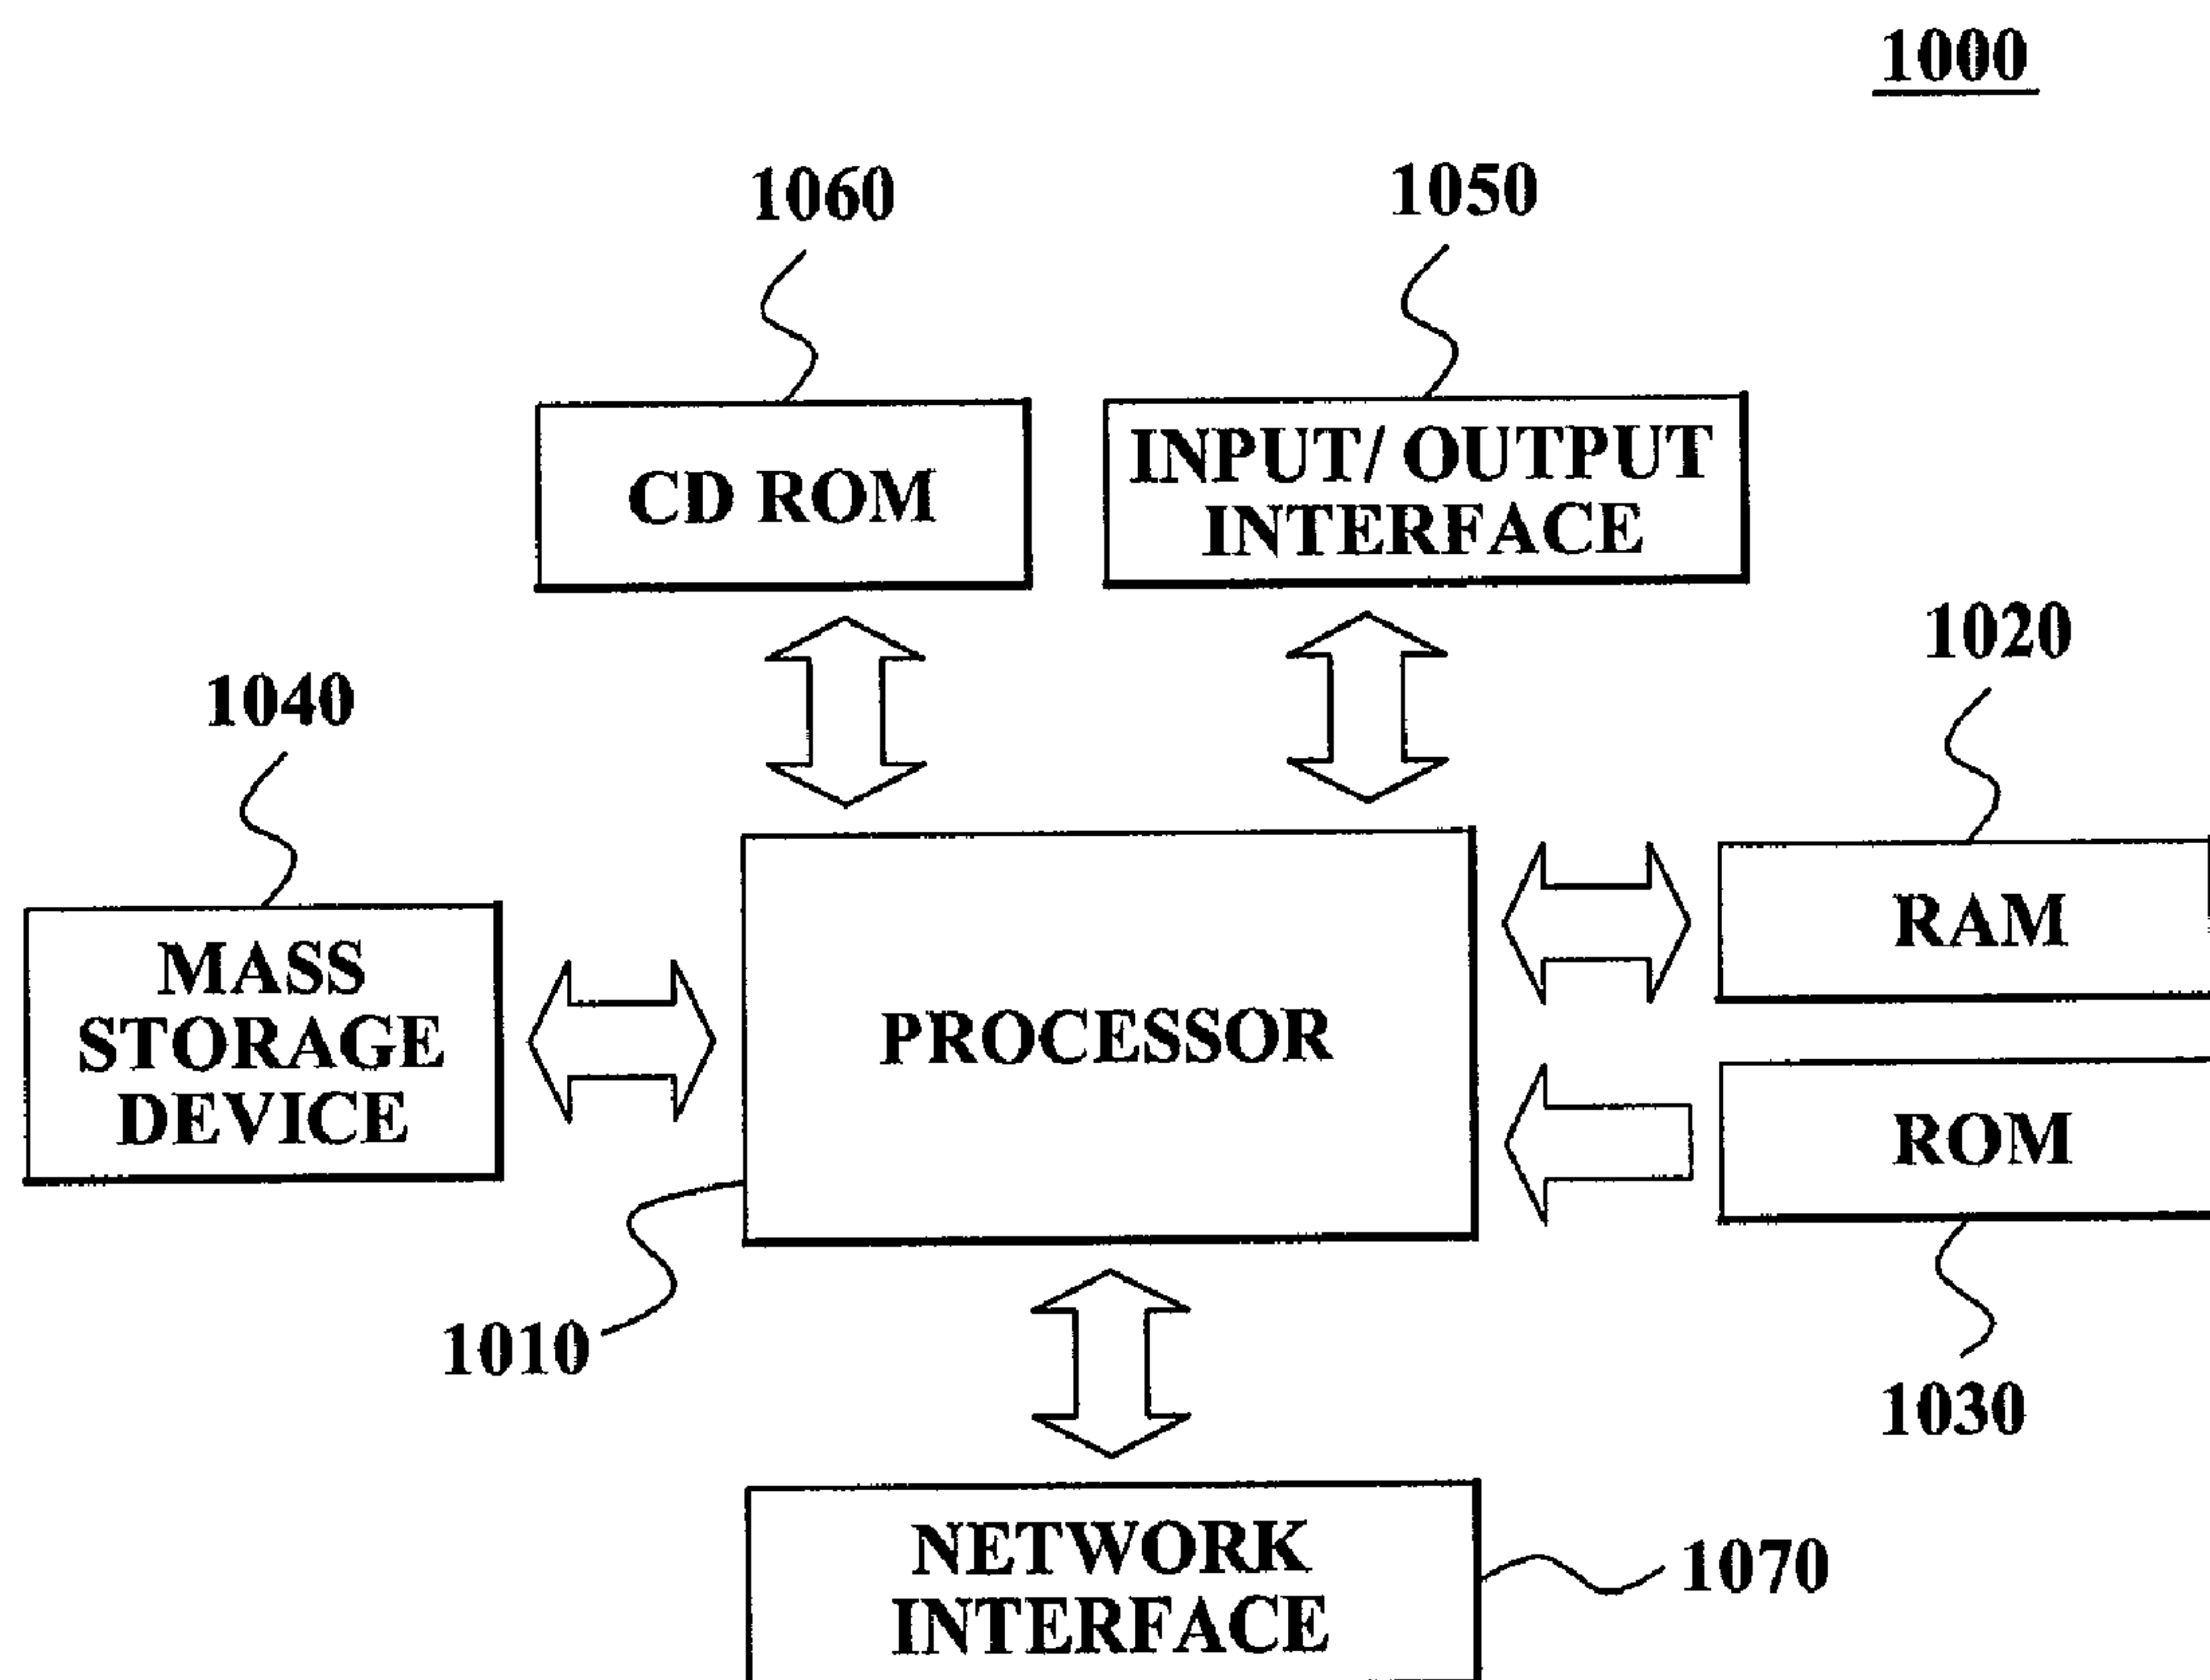 1000
1060
1050
CD ROM
INPUT/ OUTPUT
INTERFACE
1020
1040
RAM
MASS
STORAGE
DEVICE
PROCESSOR
ROM
1010
1030
NETWORK
INTERFACE
1070